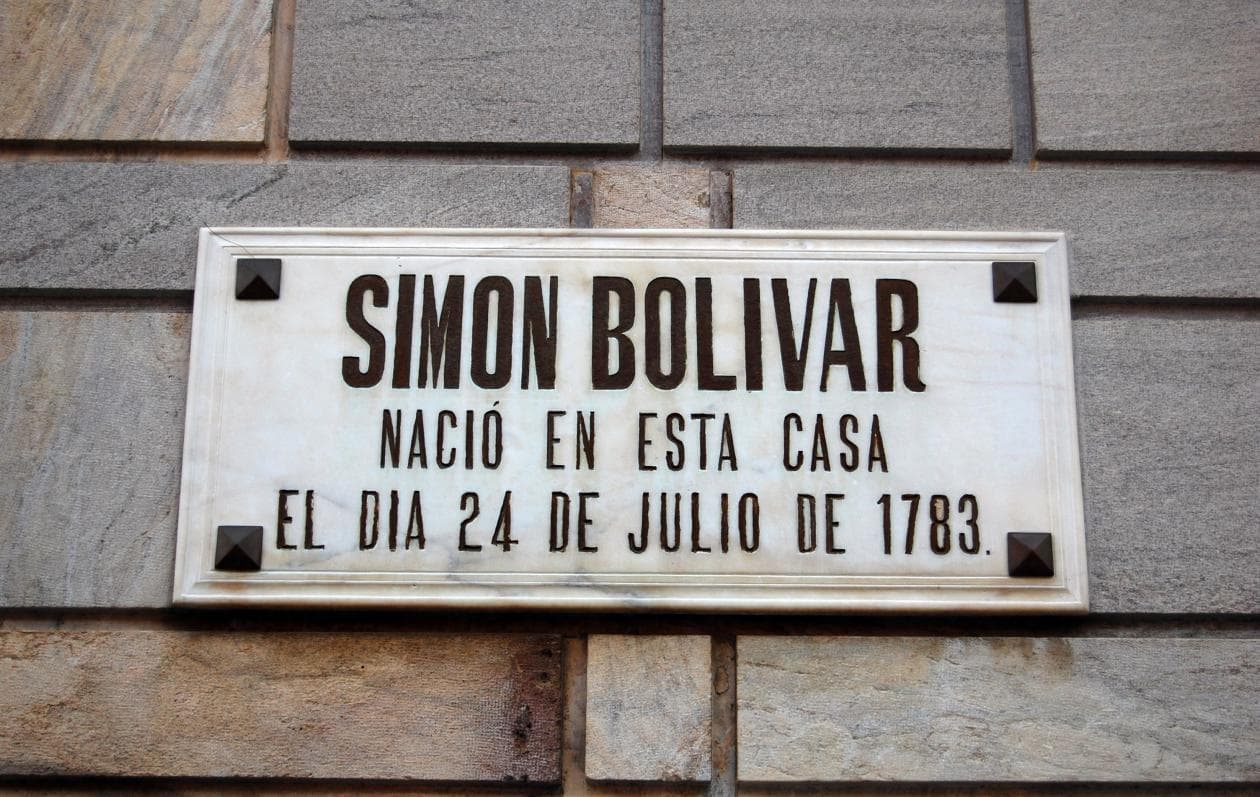 SIMON BOLIVAR
NACIÓ EN ESTA CASA
EL DIA 24 DE JULIO DE 1783.